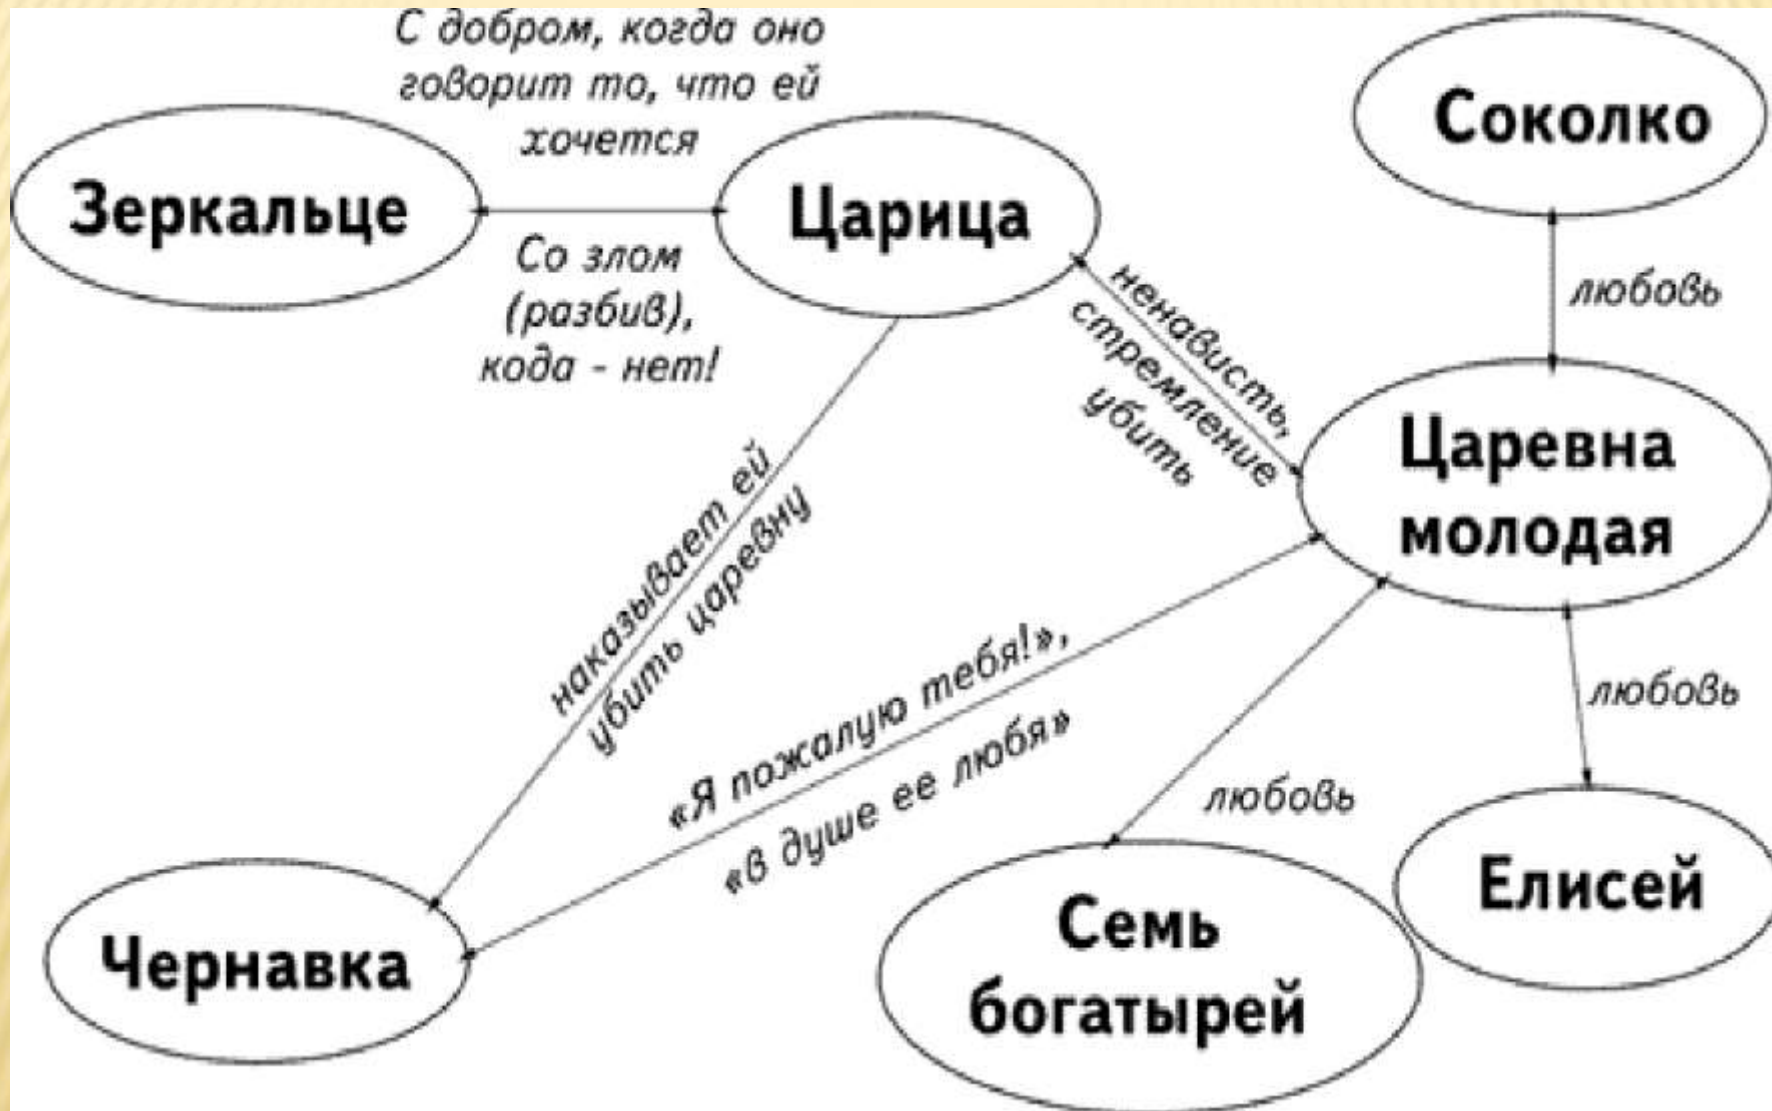 С добром, когда оно
говорит то, что ей
хочется
Соколко
Зеркальце
Царица
Со злом
(разбив),
кода - нет!
ненависть,
стремление
убить
любовь
Царевна
молодая
наказывает ей
убить царевну
«Я пожалую тебя!»,
«в душе ее любя»
любовь
любовь
Елисей
Семь
богатырей
Чернавка